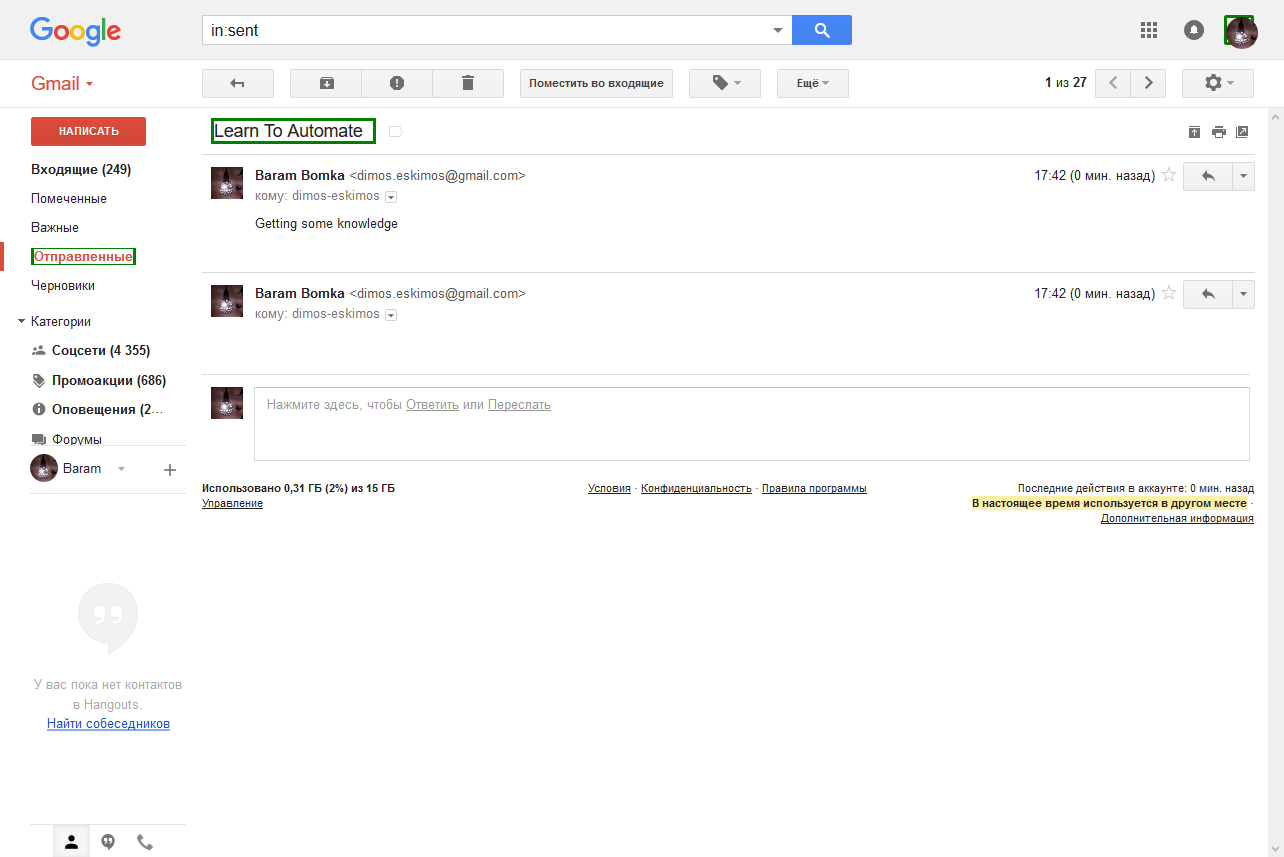 Google
in:sent
Gmail
Поместить во входящие
Ещё
1 из 27
НАПИСАТЬ
Входящие (249)
Помеченные
Важные
Отправленные
Черновики
Категории
Соцсети (4 355)
Промоакции (686)
Оповещения (2…
Форумы
Baram
У вас пока нет контактов
в Hangouts.
Найти собеседников
Learn To Automate
Baram Bomka <dimos.eskimos@gmail.com>
17:42 (0 мин. назад)
кому: dimos-eskimos
Getting some knowledge
Baram Bomka <dimos.eskimos@gmail.com>
17:42 (0 мин. назад)
кому: dimos-eskimos
Нажмите здесь, чтобы Ответить или Переслать
Использовано 0,31 ГБ (2%) из 15 ГБ
Управление
Условия · Конфиденциальность · Правила программы
Последние действия в аккаунте: 0 мин. назад
В настоящее время используется в другом месте ·
Дополнительная информация